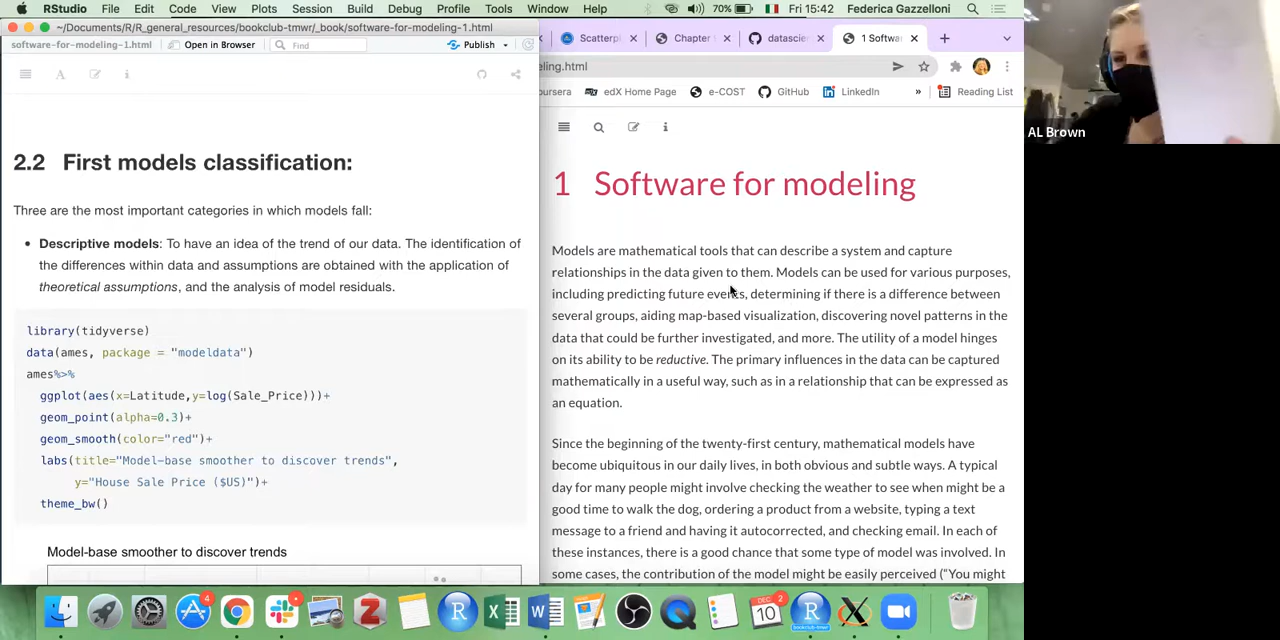 RStudio File Edit Code View Plots Session Build Debug Profile Tools Window Help 70% Fri 15:42 Federica Gazzelloni
~/Documents/R/R_general_resources/bookclub-tmwr/_book/software-for-modeling-1.html
software-for-modeling-1.html Open in Browser Find Publish
2.2 First models classification:
Three are the most important categories in which models fall:
• Descriptive models: To have an idea of the trend of our data. The identification of
the differences within data and assumptions are obtained with the application of
theoretical assumptions, and the analysis of model residuals.
library(tidyverse)
data(ames, package = "modeldata")
ames%>%
ggplot(aes(x=Latitude,y=log(Sale_Price)))+
geom_point(alpha=0.3)+
geom_smooth(color="red")+
labs(title="Model-base smoother to discover trends",
y="House Sale Price ($US)")+
theme_bw()
Model-base smoother to discover trends
Scatterpl Chapter datascien 1 Softwa
eling.html
oursera edX Home Page e-COST GitHub LinkedIn » Reading List
1 Software for modeling
Models are mathematical tools that can describe a system and capture
relationships in the data given to them. Models can be used for various purposes,
including predicting future events, determining if there is a difference between
several groups, aiding map-based visualization, discovering novel patterns in the
data that could be further investigated, and more. The utility of a model hinges
on its ability to be reductive. The primary influences in the data can be captured
mathematically in a useful way, such as in a relationship that can be expressed as
an equation.
Since the beginning of the twenty-first century, mathematical models have
become ubiquitous in our daily lives, in both obvious and subtle ways. A typical
day for many people might involve checking the weather to see when might be a
good time to walk the dog, ordering a product from a website, typing a text
message to a friend and having it autocorrected, and checking email. In each of
these instances, there is a good chance that some type of model was involved. In
some cases, the contribution of the model might be easily perceived ("You might
AL Brown
4
DEC
10
2